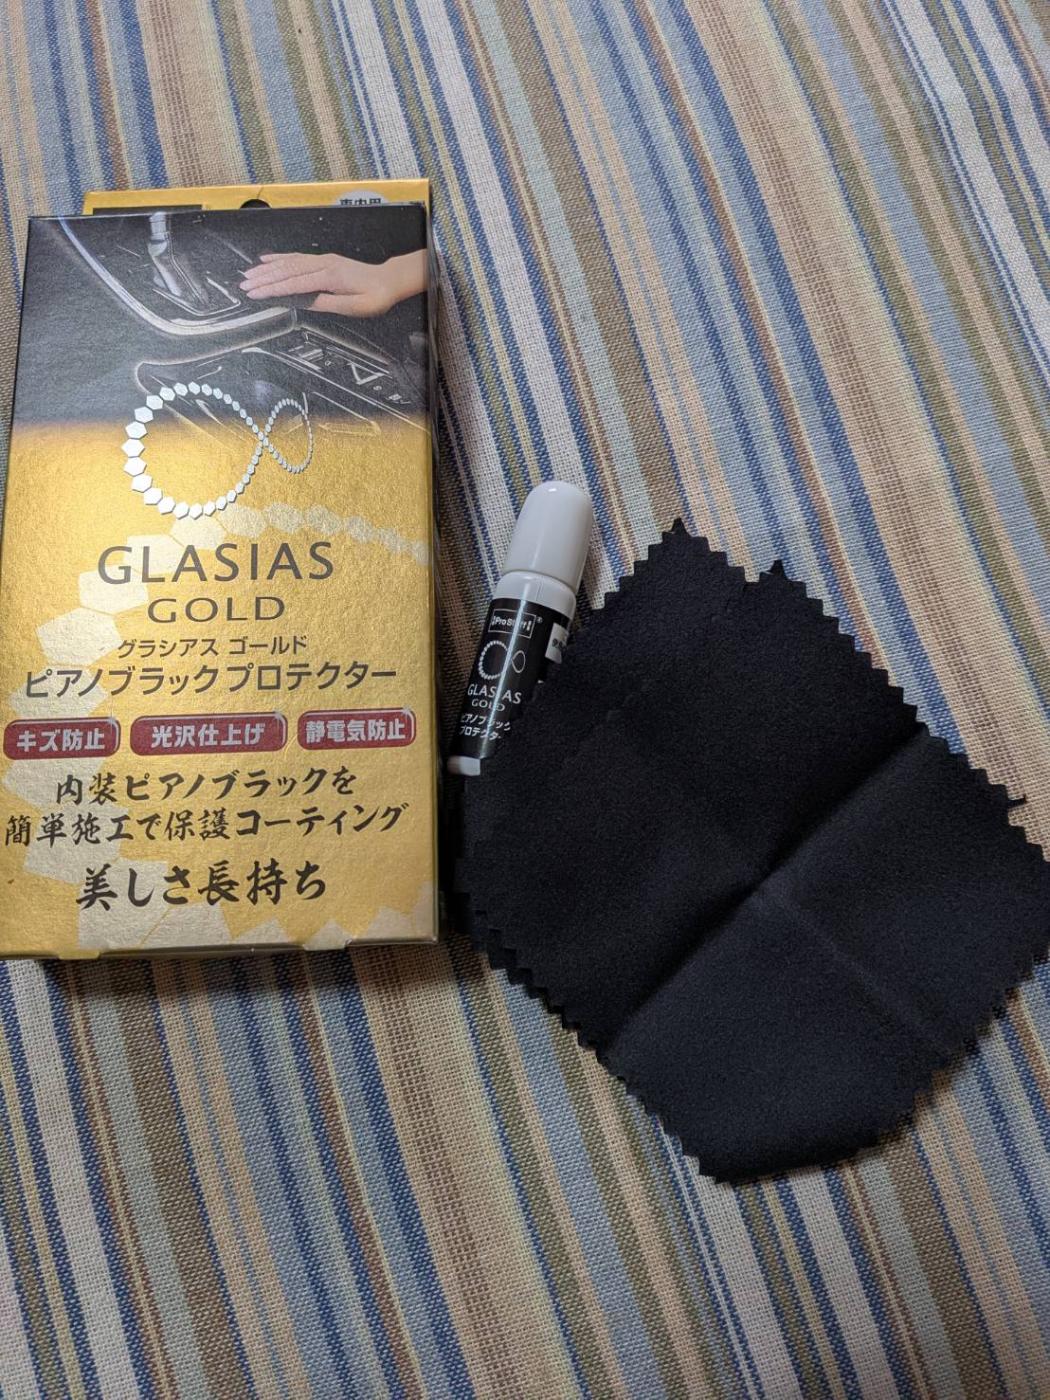 車内用
GLASIAS
GOLD
グラシアス ゴールド
ピアノブラックプロテクター
キズ防止 光沢仕上げ 静電気防止
内装ピアノブラックを
簡単施工で保護コーティング
美しさ長持ち
ProStaff
GLASIAS
GOLD
ピアノブラック
プロテクター